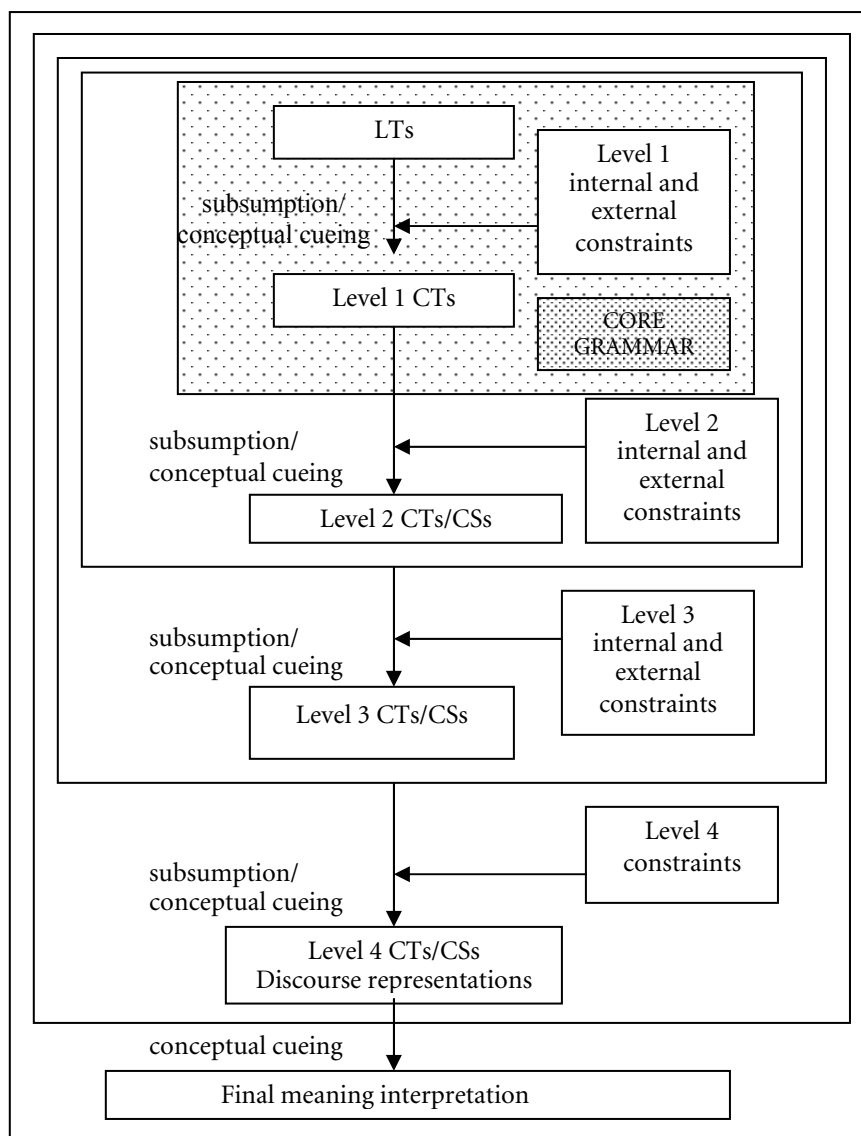 LTs
Level 1
internal and
external
constraints
subsumption/
conceptual cueing
Level 1 CTs
CORE
GRAMMAR
Level 2
internal and
external
constraints
subsumption/
conceptual cueing
Level 2 CTs/CSs
Level 3
internal and
external
constraints
subsumption/
conceptual cueing
Level 3 CTs/CSs
Level 4
constraints
subsumption/
conceptual cueing
Level 4 CTs/CSs
Discourse representations
conceptual cueing
Final meaning interpretation